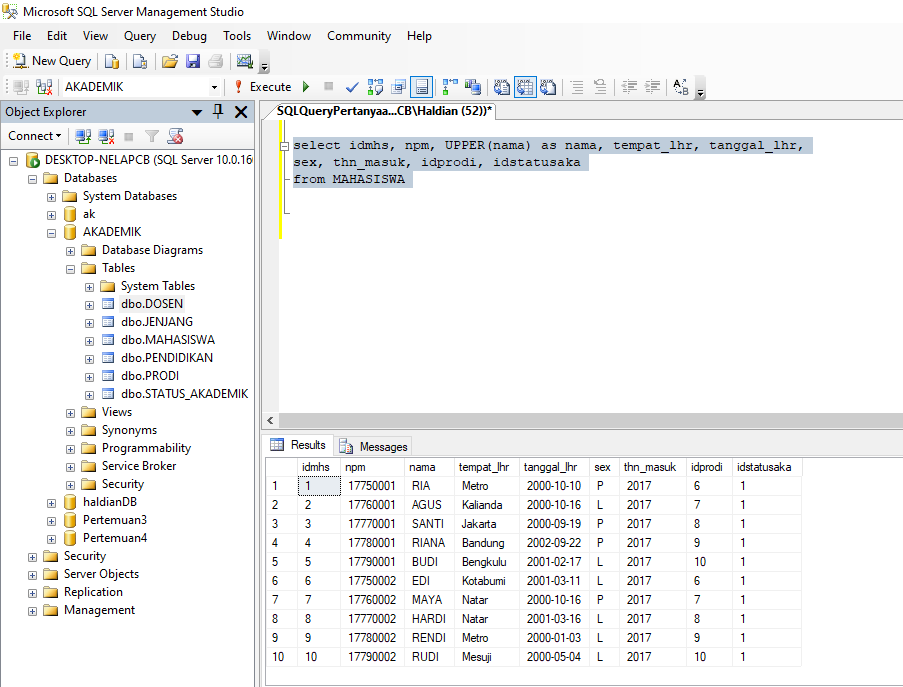 Microsoft SQL Server Management Studio
File Edit View Query Debug Tools Window Community Help
New Query
AKADEMIK Execute
Object Explorer
Connect
DESKTOP-NELAPCB (SQL Server 10.0.16
Databases
System Databases
ak
AKADEMIK
Database Diagrams
Tables
System Tables
dbo.DOSEN
dbo.JENJANG
dbo.MAHASISWA
dbo.PENDIDIKAN
dbo.PRODI
dbo.STATUS_AKADEMIK
Views
Synonyms
Programmability
Service Broker
Security
haldianDB
Pertemuan3
Pertemuan4
Security
Server Objects
Replication
Management
SQLQueryPertanyaa...CB\Haldian (52))*
select idmhs, npm, UPPER(nama) as nama, tempat_lhr, tanggal_lhr,
sex, thn_masuk, idprodi, idstatusaka
from MAHASISWA
Results Messages
idmhs npm nama tempat_lhr tanggal_lhr sex thn_masuk idprodi idstatusaka
1 1 17750001 RIA Metro 2000-10-10 P 2017 6 1
2 2 17760001 AGUS Kalianda 2000-10-16 L 2017 7 1
3 3 17770001 SANTI Jakarta 2000-09-19 P 2017 8 1
4 4 17780001 RIANA Bandung 2002-09-22 P 2017 9 1
5 5 17790001 BUDI Bengkulu 2001-02-17 L 2017 10 1
6 6 17750002 EDI Kotabumi 2001-03-11 L 2017 6 1
7 7 17760002 MAYA Natar 2000-10-16 P 2017 7 1
8 8 17770002 HARDI Natar 2001-03-16 L 2017 8 1
9 9 17780002 RENDI Metro 2000-01-03 L 2017 9 1
10 10 17790002 RUDI Mesuji 2000-05-04 L 2017 10 1